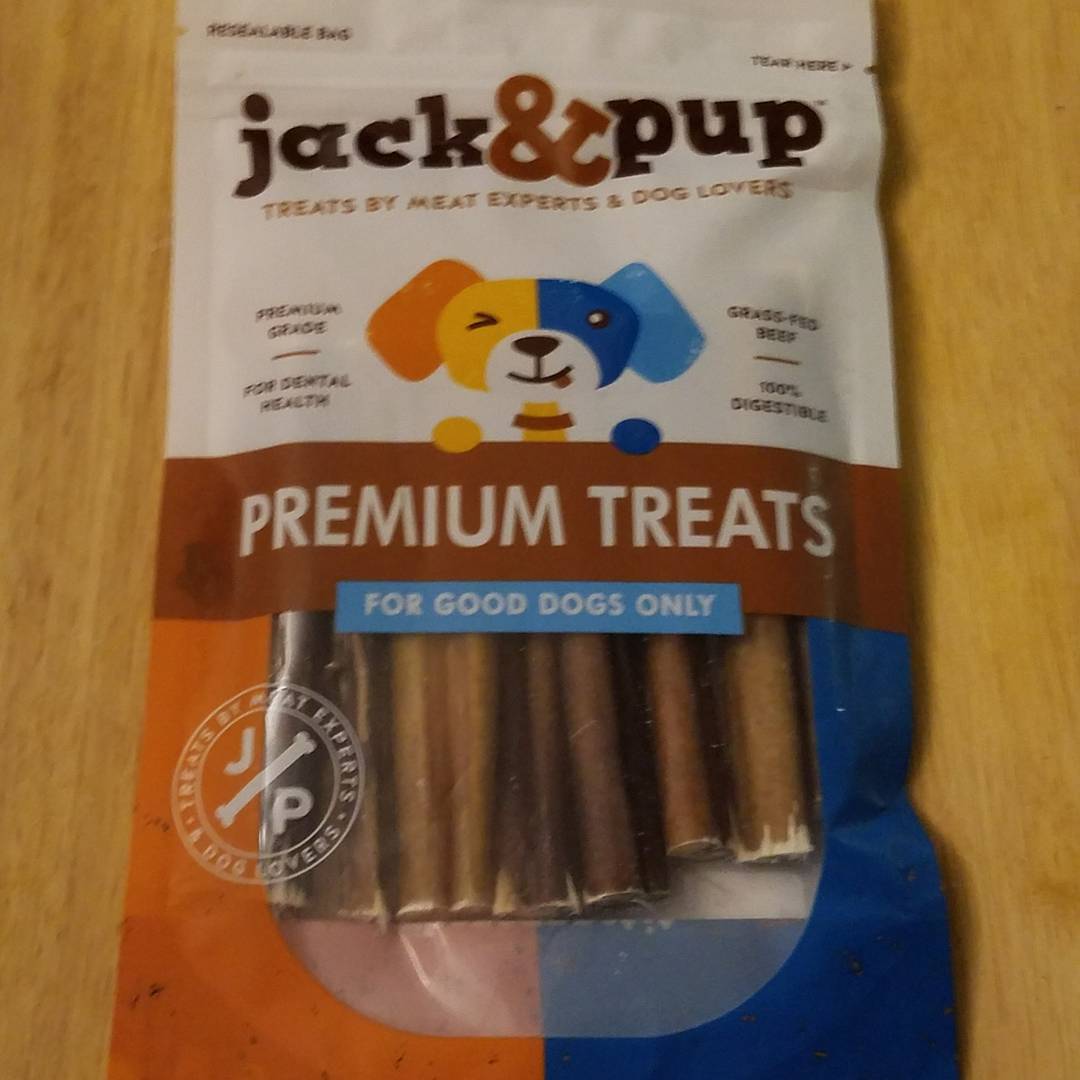 RESEALABLE BAG
TEAR HERE
jack&pup™
TREATS BY MEAT EXPERTS & DOG LOVERS
PREMIUM
GRADE
FOR DENTAL
HEALTH
GRASS-FED
BEEF
100%
DIGESTIBLE
PREMIUM TREATS
FOR GOOD DOGS ONLY
TREATS BY MEAT EXPERTS
J
P
& DOG LOVERS